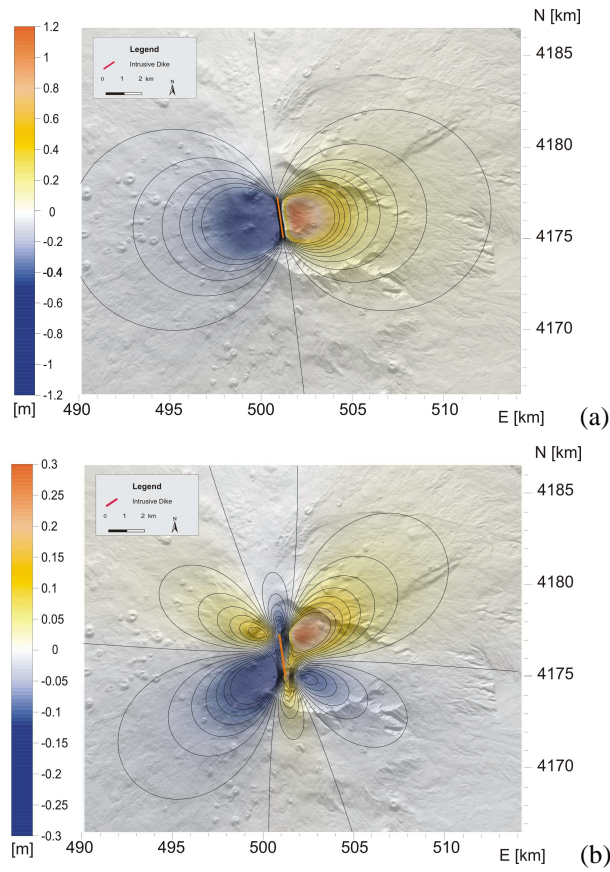 1.2
1
0.8
0.6
0.4
0.2
0
-0.2
-0.4
-0.6
-0.8
-1
-1.2
[m]
Legend
Intrusive Dike
0 1 2 km
N
N [km]
4185
4180
4175
4170
490 495 500 505 510
E [km]
(a)
0.3
0.25
0.2
0.15
0.1
0.05
0
-0.05
-0.1
-0.15
-0.2
-0.25
-0.3
[m]
Legend
Intrusive Dike
0 1 2 km
N
N [km]
4185
4180
4175
4170
490 495 500 505 510
E [km]
(b)